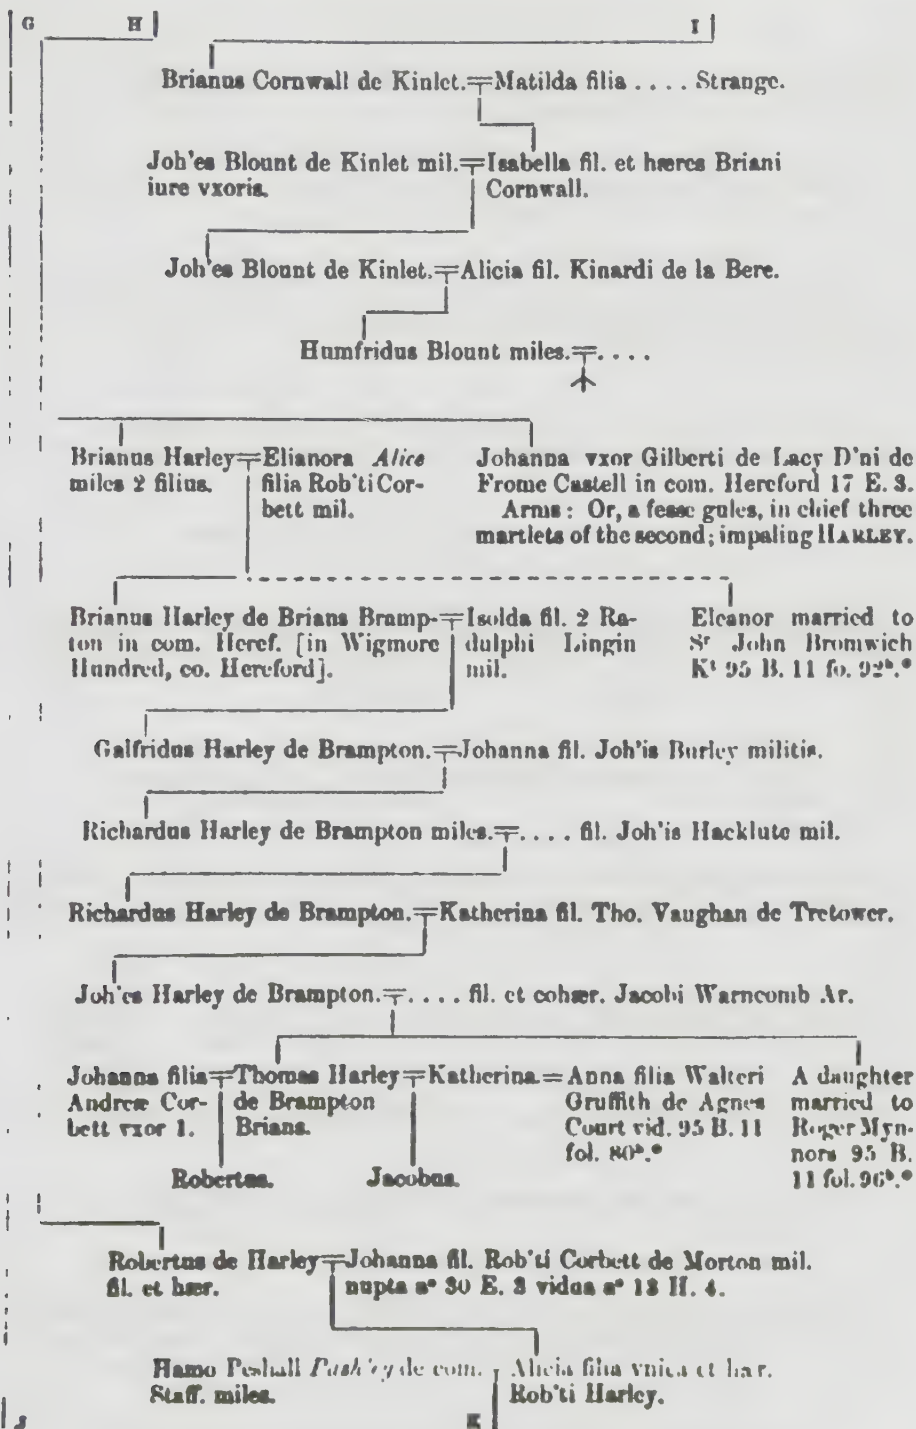 G H I
Brianus Cornwall de Kinlet.=Matilda filia .... Strange.
Joh'es Blount de Kinlet mil.=Isabella fil. et hæres Briani
iure vxoris. Cornwall.
Joh'es Blount de Kinlet.=Alicia fil. Kinardi de la Bere.
Humfridus Blount miles.=....
Brianus Harley=Elianora Alice Johanna vxor Gilberti de Lacy D'ni de
miles 2 filius. filia Rob'ti Cor- Frome Castell in com. Hereford 17 E. 3.
bett mil. Arms: Or, a fesse gules, in chief three
martlets of the second; impaling HARLEY.
Brianus Harley de Brians Bramp-=Isolda fil. 2 Ra- Eleanor married to
ton in com. Heref. [in Wigmore dulphi Lingin Sr John Bromwich
Hundred, co. Hereford]. mil. Kt 95 B. 11 fo. 92b.*
Galfridus Harley de Brampton.=Johanna fil. Joh'is Burley militis.
Richardus Harley de Brampton miles.=.... fil. Joh'is Hackluto mil.
Richardus Harley de Brampton.=Katherina fil. Tho. Vaughan de Tretower.
Joh'es Harley de Brampton.=.... fil. et cohær. Jacobi Warncomb Ar.
Johanna filia=Thomas Harley=Katherina.=Anna filia Walteri A daughter
Andreæ Cor- de Brampton Gruffith de Agnes married to
bett vxor 1. Brians. Court vid. 95 B. 11 Roger Myn-
fol. 80b.* nors 95 B.
Robertus. Jacobus. 11 fol. 96b.*
Robertus de Harley=Johanna fil. Rob'ti Corbett de Morton mil.
fil. et hær. nupta ao 30 E. 3 vidua ao 13 H. 4.
Hamo Peshall de com. Alicia filia vnica et hær.
Staff. miles. Rob'ti Harley.
K